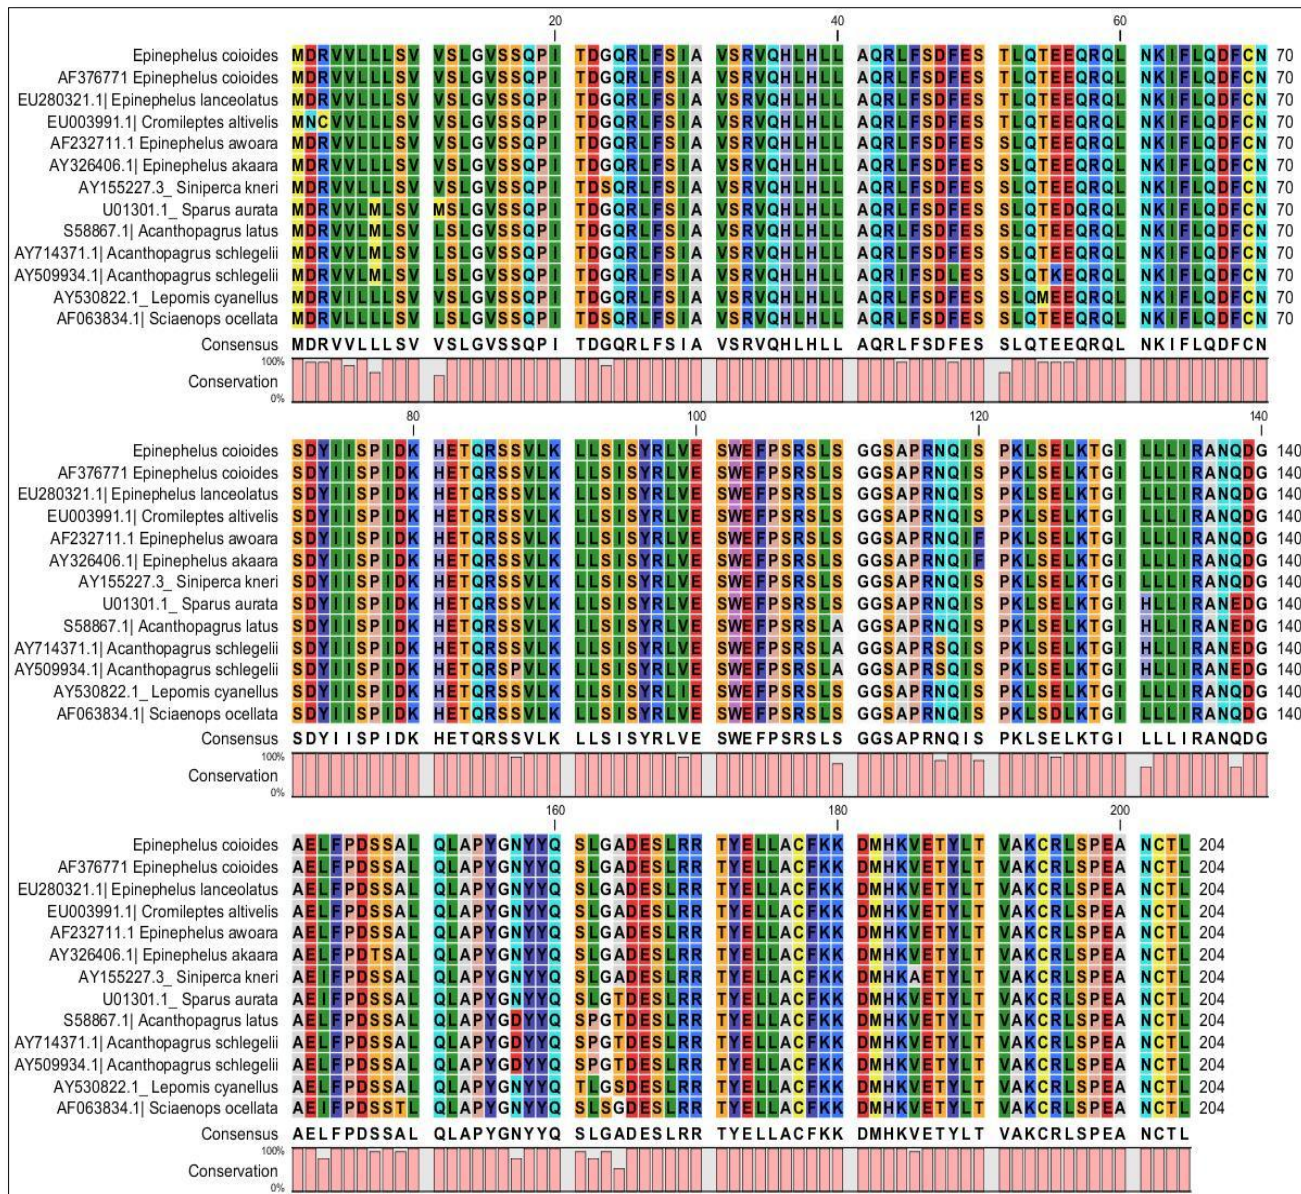 20 40 60
Epinephelus coioides MDRVVLLLSV VSLGVSSQPI TDGQRLFSIA VSRVQHLHLL AQRLFSDFES TLQTEEQRQL NKIFLQDFCN 70
AF376771 Epinephelus coioides MDRVVLLLSV VSLGVSSQPI TDGQRLFSIA VSRVQHLHLL AQRLFSDFES TLQTEEQRQL NKIFLQDFCN 70
EU280321.1| Epinephelus lanceolatus MDRVVLLLSV VSLGVSSQPI TDGQRLFSIA VSRVQHLHLL AQRLFSDFES TLQTEEQRQL NKIFLQDFCN 70
EU003991.1| Cromileptes altivelis MNCVVLLLSV VSLGVSSQPI TDGQRLFSIA VSRVQHLHLL AQRLFSDFES TLQTEEQRQL NKIFLQDFCN 70
AF232711.1 Epinephelus awoara MDRVVLLLSV VSLGVSSQPI TDGQRLFSIA VSRVQHLHLL AQRLFSDFES SLQTEEQRQL NKIFLQDFCN 70
AY326406.1| Epinephelus akaara MDRVVLLLSV VSLGVSSQPI TDGQRLFSIA VSRVQHLHLL AQRLFSDFES SLQTEEQRQL NKIFLQDFCN 70
AY155227.3_ Siniperca kneri MDRVVLLLSV VSLGVSSQPI TDSQRLFSIA VSRVQHLHLL AQRLFSDFES SLQTEEQRQL NKIFLQDFCN 70
U01301.1_ Sparus aurata MDRVVLMLSV MSLGVSSQPI TDGQRLFSIA VSRVQHLHLL AQRLFSDFES SLQTEDQRQL NKIFLQDFCN 70
S58867.1| Acanthopagrus latus MDRVVLMLSV LSLGVSSQPI TDGQRLFSIA VSRVQHLHLL AQRLFSDFES SLQTEEQRQL NKIFLQDFCN 70
AY714371.1| Acanthopagrus schlegelii MDRVVLMLSV LSLGVSSQPI TDGQRLFSIA VSRVQHLHLL AQRLFSDFES SLQTEEQRQL NKIFLQDFCN 70
AY509934.1| Acanthopagrus schlegelii MDRVVLMLSV LSLGVSSQPI TDGQRLFSIA VSRVQHLHLL AQRIFSDLES SLQTKEQRQL NKIFLQDFCN 70
AY530822.1_ Lepomis cyanellus MDRVILLLSV VSLGVSSQPI TDGQRLFSIA VSRVQHLHLL AQRLFSDFES SLQMEEQRQL NKIFLQDFCN 70
AF063834.1| Sciaenops ocellata MDRVVLLLSV LSLGVSSQPI TDSQRLFSIA VSRVQHLHLL AQRLFSDFES SLQTEEQRQL NKIFLQDFCN 70
Consensus MDRVVLLLSV VSLGVSSQPI TDGQRLFSIA VSRVQHLHLL AQRLFSDFES SLQTEEQRQL NKIFLQDFCN
100%
Conservation
0%
80 100 120 140
Epinephelus coioides SDYIISPIDK HETQRSSVLK LLSISYRLVE SWEFPSRSLS GGSAPRNQIS PKLSELKTGI LLLIRANQDG 140
AF376771 Epinephelus coioides SDYIISPIDK HETQRSSVLK LLSISYRLVE SWEFPSRSLS GGSAPRNQIS PKLSELKTGI LLLIRANQDG 140
EU280321.1| Epinephelus lanceolatus SDYIISPIDK HETQRSSVLK LLSISYRLVE SWEFPSRSLS GGSAPRNQIS PKLSELKTGI LLLIRANQDG 140
EU003991.1| Cromileptes altivelis SDYIISPIDK HETQRSSVLK LLSISYRLVE SWEFPSRSLS GGSAPRNQIS PKLSELKTGI LLLIRANQDG 140
AF232711.1 Epinephelus awoara SDYIISPIDK HETQRSSVLK LLSISYRLVE SWEFPSRSLS GGSAPRNQIF PKLSELKTGI LLLIRANQDG 140
AY326406.1| Epinephelus akaara SDYIISPIDK HETQRSSVLK LLSISYRLVE SWEFPSRSLS GGSAPRNQIF PKLSELKTGI LLLIRANQDG 140
AY155227.3_ Siniperca kneri SDYIISPIDK HETQRSSVLK LLSISYRLVE SWEFPSRSLS GGSAPRNQIS PKLSELKTGI LLLIRANQDG 140
U01301.1_ Sparus aurata SDYIISPIDK HETQRSSVLK LLSISYRLVE SWEFPSRSLS GGSAPRNQIS PKLSELKTGI HLLIRANEDG 140
S58867.1| Acanthopagrus latus SDYIISPIDK HETQRSSVLK LLSISYRLVE SWEFPSRSLA GGSAPRNQIS PKLSELKTGI HLLIRANEDG 140
AY714371.1| Acanthopagrus schlegelii SDYIISPIDK HETQRSSVLK LLSISYRLVE SWEFPSRSLA GGSAPRSQIS PKLSELKTGI HLLIRANEDG 140
AY509934.1| Acanthopagrus schlegelii SDYIISPIDK HETQRSPVLK LLSISYRLVE SWEFPSRSLA GGSAPRSQIS PKLSELKTGI HLLIRANEDG 140
AY530822.1_ Lepomis cyanellus SDYIISPIDK HETQRSSVLK LLSISYRLIE SWEFPSRSLS GGSAPRNQIS PKLSELKTGI LLLIRANQDG 140
AF063834.1| Sciaenops ocellata SDYIISPIDK HETQRSSVLK LLSISYRLVE SWEFPSRSLS GGSAPRNQIS PKLSDLKTGI LLLIRANQDG 140
Consensus SDYIISPIDK HETQRSSVLK LLSISYRLVE SWEFPSRSLS GGSAPRNQIS PKLSELKTGI LLLIRANQDG
100%
Conservation
0%
160 180 200
Epinephelus coioides AELFPDSSAL QLAPYGNYYQ SLGADESLRR TYELLACFKK DMHKVETYLT VAKCRLSPEA NCTL 204
AF376771 Epinephelus coioides AELFPDSSAL QLAPYGNYYQ SLGADESLRR TYELLACFKK DMHKVETYLT VAKCRLSPEA NCTL 204
EU280321.1| Epinephelus lanceolatus AELFPDSSAL QLAPYGNYYQ SLGADESLRR TYELLACFKK DMHKVETYLT VAKCRLSPEA NCTL 204
EU003991.1| Cromileptes altivelis AELFPDSSAL QLAPYGNYYQ SLGADESLRR TYELLACFKK DMHKVETYLT VAKCRLSPEA NCTL 204
AF232711.1 Epinephelus awoara AELFPDSSAL QLAPYGNYYQ SLGADESLRR TYELLACFKK DMHKVETYLT VAKCRLSPEA NCTL 204
AY326406.1| Epinephelus akaara AELFPDTSAL QLAPYGNYYQ SLGADESLRR TYELLACFKK DMHKVETYLT VAKCRLSPEA NCTL 204
AY155227.3_ Siniperca kneri AEIFPDSSAL QLAPYGNYYQ SLGADESLRR TYELLACFKK DMHKAETYLT VAKCRLSPEA NCTL 204
U01301.1_ Sparus aurata AEIFPDSSAL QLAPYGNYYQ SLGTDESLRR TYELLACFKK DMHKVETYLT VAKCRLSPEA NCTL 204
S58867.1| Acanthopagrus latus AELFPDSSAL QLAPYGDYYQ SPGTDESLRR TYELLACFKK DMHKVETYLT VAKCRLSPEA NCTL 204
AY714371.1| Acanthopagrus schlegelii AELFPDSSAL QLAPYGDYYQ SPGTDESLRR TYELLACFKK DMHKVETYLT VAKCRLSPEA NCTL 204
AY509934.1| Acanthopagrus schlegelii AELFPDSSAL QLAPYGDYYQ SPGTDESLRR TYELLACFKK DMHKVETYLT VAKCRLSPEA NCTL 204
AY530822.1_ Lepomis cyanellus AELFPDSSAL QLAPYGNYYQ TLGSDESLRR TYELLACFKK DMHKVETYLT VAKCRLSPEA NCTL 204
AF063834.1| Sciaenops ocellata AEIFPDSSTL QLAPYGNYYQ SLSGDESLRR TYELLACFKK DMHKVETYLT VAKCRLSPEA NCTL 204
Consensus AELFPDSSAL QLAPYGNYYQ SLGADESLRR TYELLACFKK DMHKVETYLT VAKCRLSPEA NCTL
100%
Conservation
0%